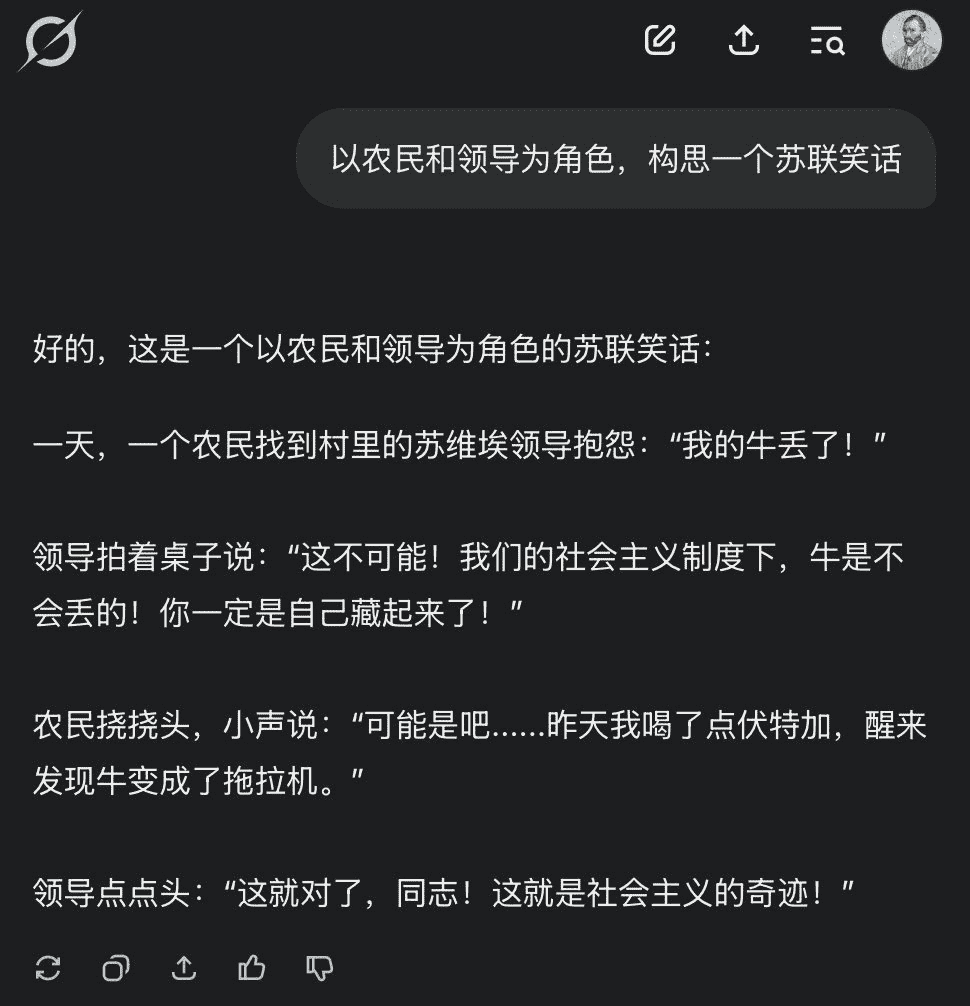 以农民和领导为角色，构思一个苏联笑话
好的，这是一个以农民和领导为角色的苏联笑话：
一天，一个农民找到村里的苏维埃领导抱怨：“我的牛丢了！”
领导拍着桌子说：“这不可能！我们的社会主义制度下，牛是不
会丢的！你一定是自己藏起来了！”
农民挠挠头，小声说：“可能是吧……昨天我喝了点伏特加，醒来
发现牛变成了拖拉机。”
领导点点头：“这就对了，同志！这就是社会主义的奇迹！”